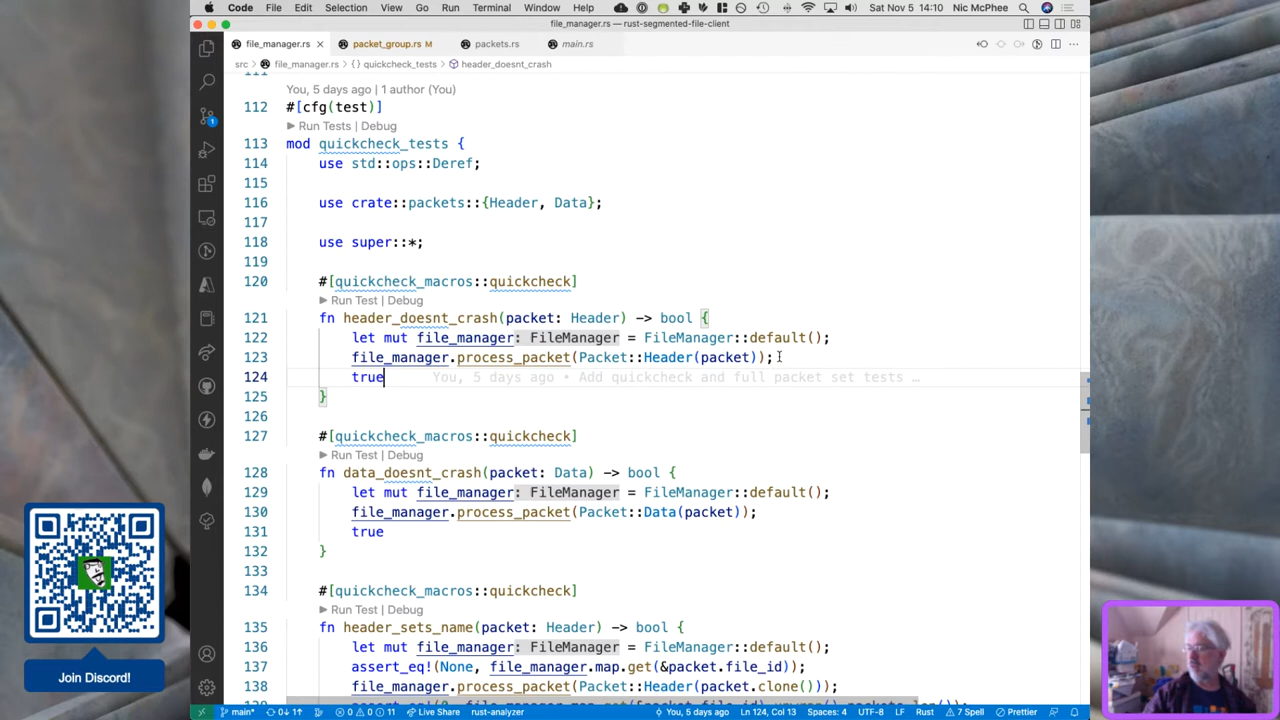 Code File Edit Selection View Go Run Terminal Window Help Sat Nov 5 14:10 Nic McPhee
file_manager.rs — rust-segmented-file-client
file_manager.rs × packet_group.rs M packets.rs main.rs ...
src > file_manager.rs > { } quickcheck_tests > header_doesnt_crash
111
You, 5 days ago | 1 author (You)
112 #[cfg(test)]
▶ Run Tests | Debug
113 mod quickcheck_tests {
114 use std::ops::Deref;
115
116 use crate::packets::{Header, Data};
117
118 use super::*;
119
120 #[quickcheck_macros::quickcheck]
▶ Run Test | Debug
121 fn header_doesnt_crash(packet: Header) -> bool {
122 let mut file_manager: FileManager = FileManager::default();
123 file_manager.process_packet(Packet::Header(packet));
124 true You, 5 days ago • Add quickcheck and full packet set tests …
125 }
126
127 #[quickcheck_macros::quickcheck]
▶ Run Test | Debug
128 fn data_doesnt_crash(packet: Data) -> bool {
129 let mut file_manager: FileManager = FileManager::default();
130 file_manager.process_packet(Packet::Data(packet));
131 true
132 }
133
134 #[quickcheck_macros::quickcheck]
▶ Run Test | Debug
135 fn header_sets_name(packet: Header) -> bool {
136 let mut file_manager: FileManager = FileManager::default();
137 assert_eq!(None, file_manager.map.get(&packet.file_id));
138 file_manager.process_packet(Packet::Header(packet.clone()));
Join Discord!
main* 0↓ 1↑ 0 0 11 Live Share rust-analyzer You, 5 days ago Ln 124, Col 13 Spaces: 4 UTF-8 LF Rust 7 Spell Prettier